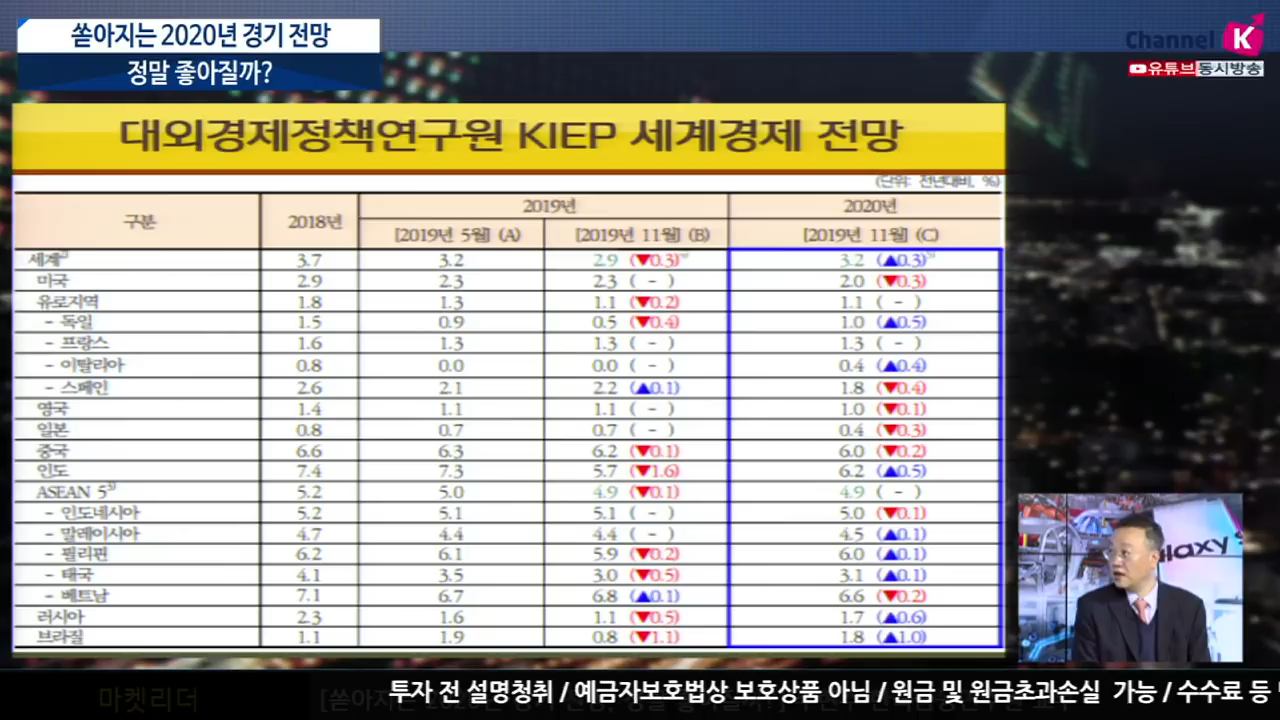 쏟아지는 2020년 경기 전망
정말 좋아질까?
Channel K
유튜브 동시방송
대외경제정책연구원 KIEP 세계경제 전망
(단위: 전년대비, %)
구분 2018년 2019년 2020년
[2019년 5월] (A) [2019년 11월] (B) [2019년 11월] (C)
세계 3.7 3.2 2.9 (▼0.3) 3.2 (▲0.3)
미국 2.9 2.3 2.3 ( - ) 2.0 (▼0.3)
유로지역 1.8 1.3 1.1 (▼0.2) 1.1 ( - )
- 독일 1.5 0.9 0.5 (▼0.4) 1.0 (▲0.5)
- 프랑스 1.6 1.3 1.3 ( - ) 1.3 ( - )
- 이탈리아 0.8 0.0 0.0 ( - ) 0.4 (▲0.4)
- 스페인 2.6 2.1 2.2 (▲0.1) 1.8 (▼0.4)
영국 1.4 1.1 1.1 ( - ) 1.0 (▼0.1)
일본 0.8 0.7 0.7 ( - ) 0.4 (▼0.3)
중국 6.6 6.3 6.2 (▼0.1) 6.0 (▼0.2)
인도 7.4 7.3 5.7 (▼1.6) 6.2 (▲0.5)
ASEAN 5³⁾ 5.2 5.0 4.9 (▼0.1) 4.9 ( - )
- 인도네시아 5.2 5.1 5.1 ( - ) 5.0 (▼0.1)
- 말레이시아 4.7 4.4 4.4 ( - ) 4.5 (▲0.1)
- 필리핀 6.2 6.1 5.9 (▼0.2) 6.0 (▲0.1)
- 태국 4.1 3.5 3.0 (▼0.5) 3.1 (▲0.1)
- 베트남 7.1 6.7 6.8 (▲0.1) 6.6 (▼0.2)
러시아 2.3 1.6 1.1 (▼0.5) 1.7 (▲0.6)
브라질 1.1 1.9 0.8 (▼1.1) 1.8 (▲1.0)
alaxy
마켓리더
투자 전 설명청취 / 예금자보호법상 보호상품 아님 / 원금 및 원금초과손실 가능 / 수수료 등